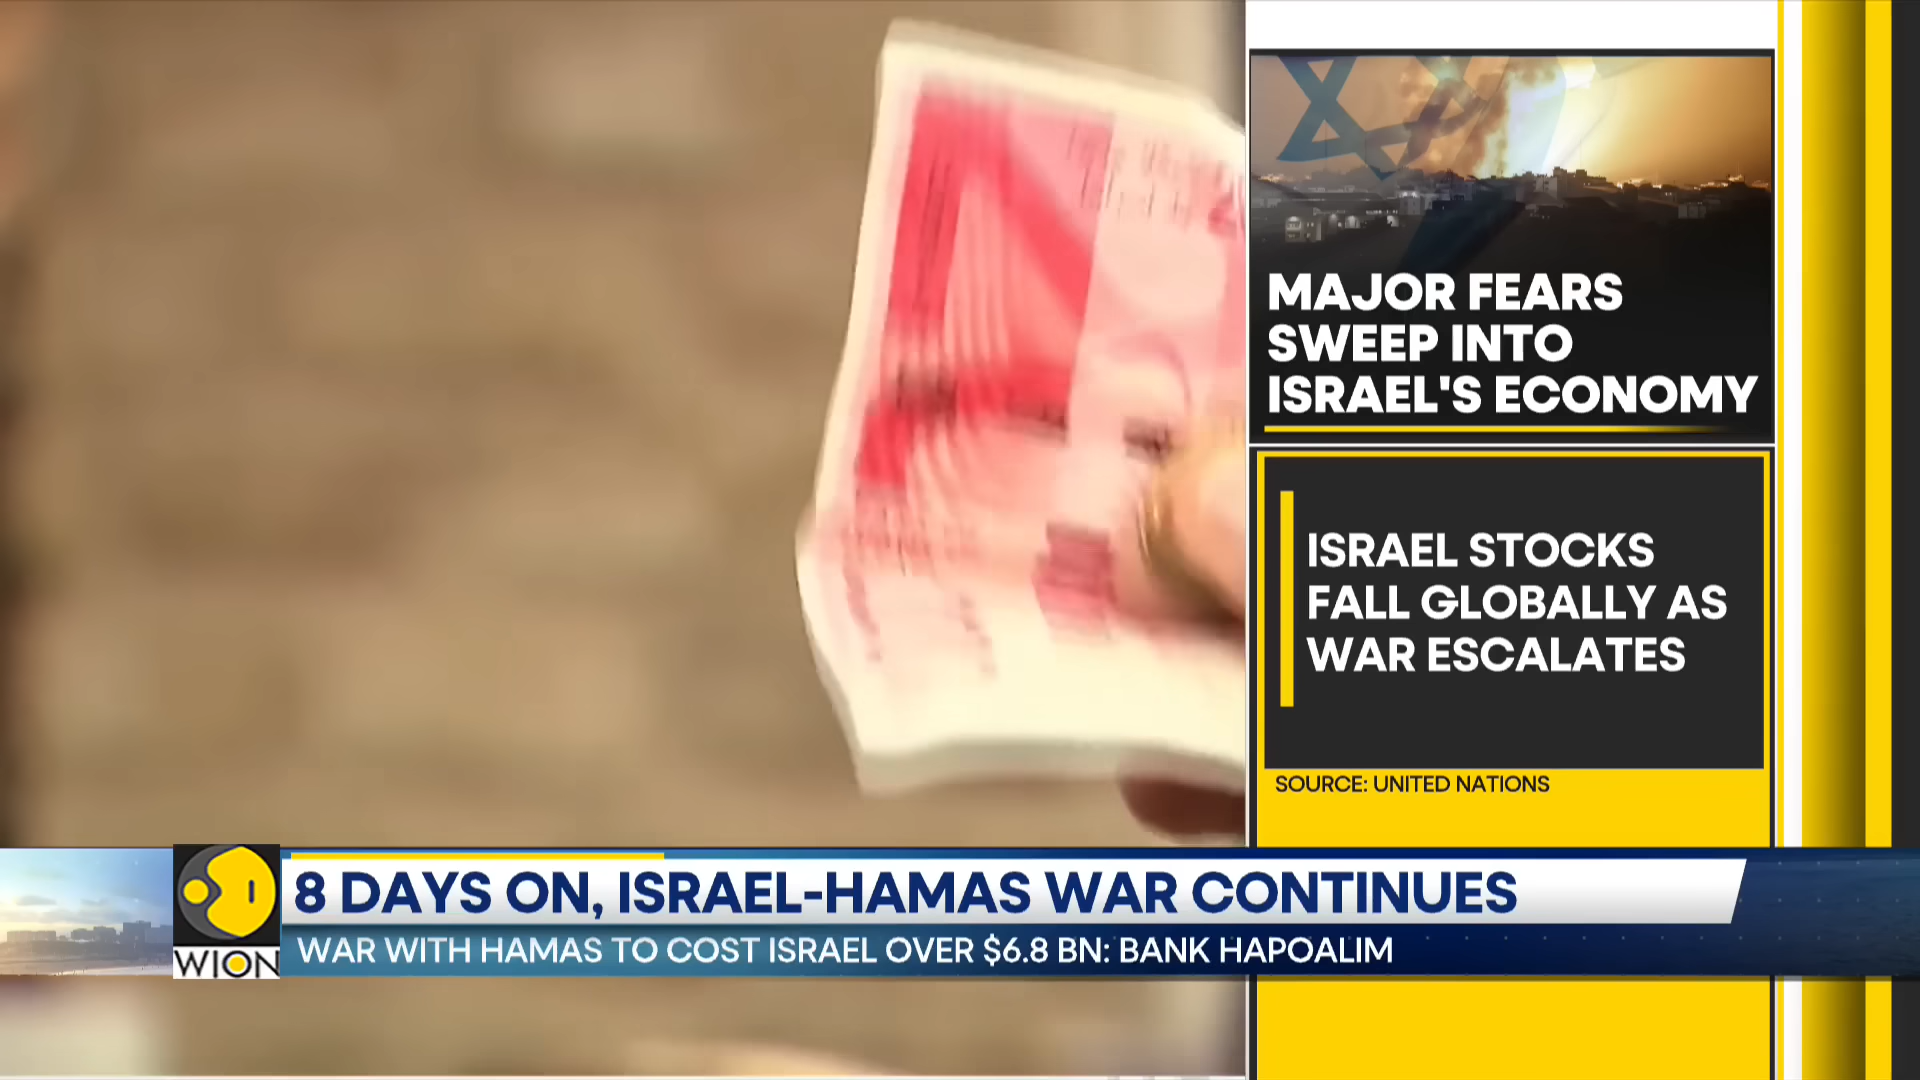 MAJOR FEARS
SWEEP INTO
ISRAEL'S ECONOMY
ISRAEL STOCKS
FALL GLOBALLY AS
WAR ESCALATES
SOURCE: UNITED NATIONS
8 DAYS ON, ISRAEL-HAMAS WAR CONTINUES
WAR WITH HAMAS TO COST ISRAEL OVER $6.8 BN: BANK HAPOALIM
WION